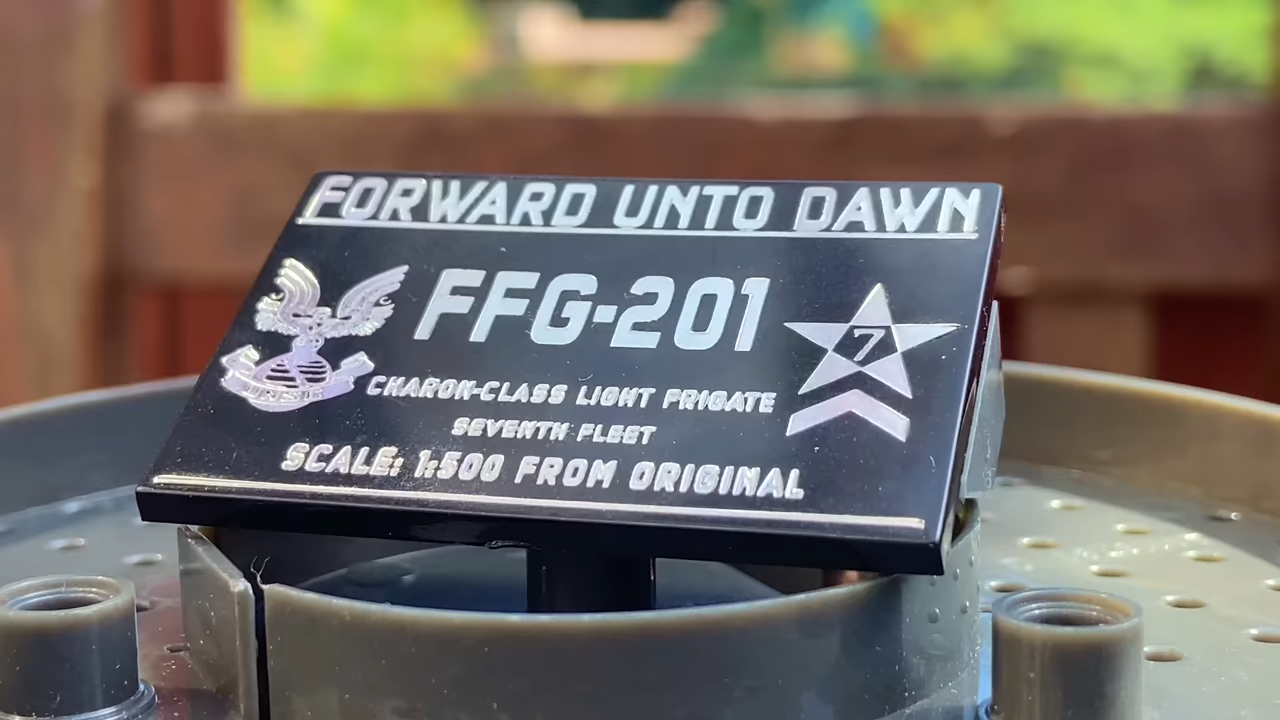 FORWARD UNTO DAWN
FFG-201
7
CHARON-CLASS LIGHT FRIGATE
SEVENTH FLEET
SCALE: 1:500 FROM ORIGINAL